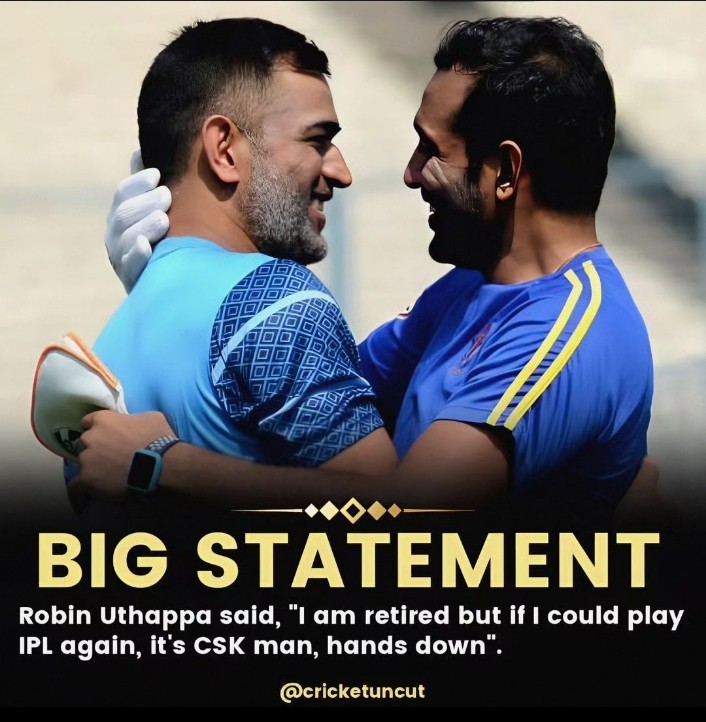 BIG STATEMENT
Robin Uthappa said, "I am retired but if I could play
IPL again, it's CSK man, hands down".
@cricketuncut